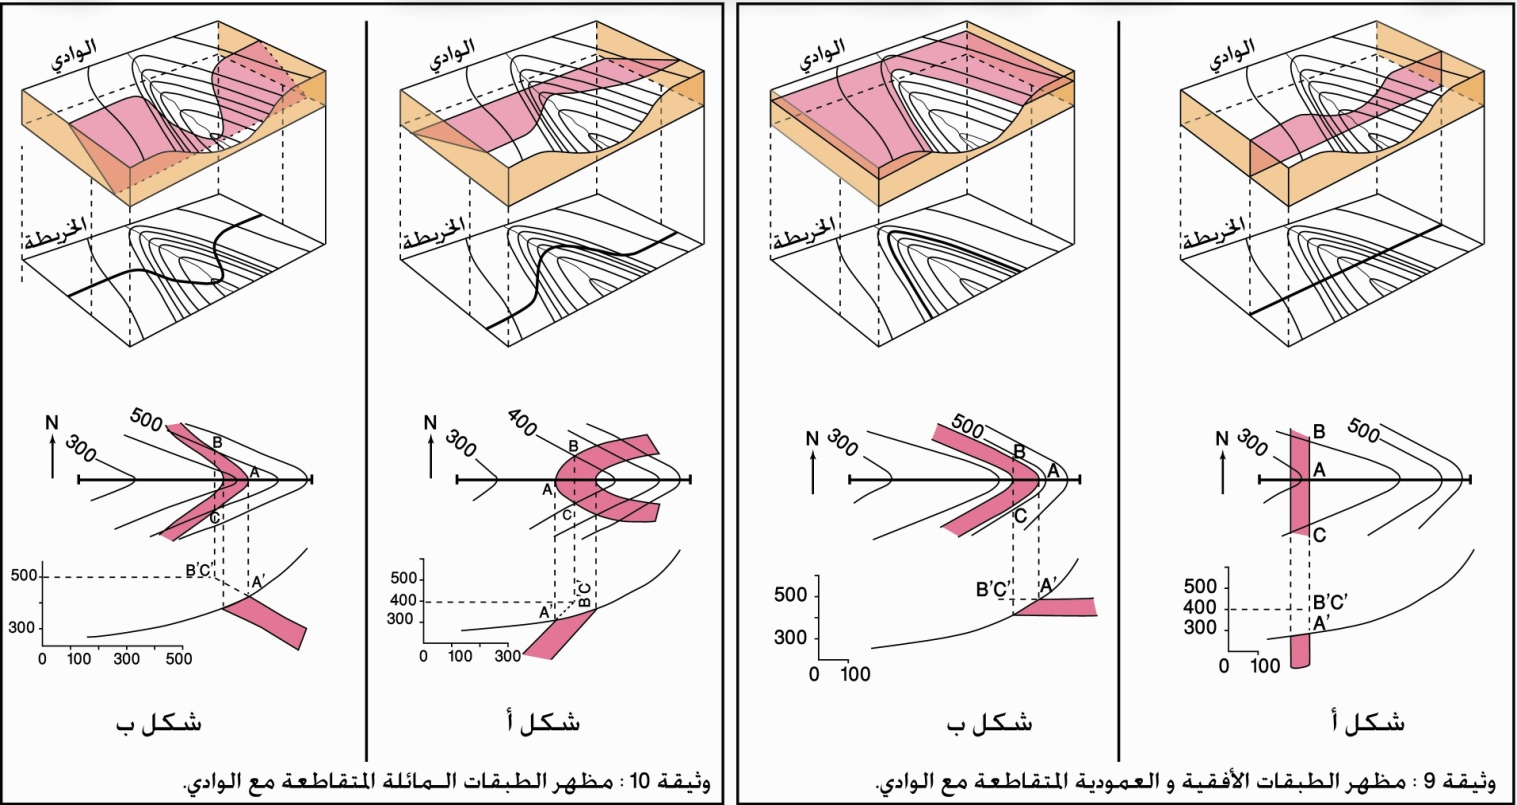 الوادي
الخريطة
N
300
500
B
A
C
500
300
B'C'
A'
0 100 300 500
شكل ب
الوادي
الخريطة
N
300
400
B
A
C
500
400
300
A'
B'C'
0 100 300
شكل أ
وثيقة 10 : مظهر الطبقات المائلة المتقاطعة مع الوادي.
الوادي
الخريطة
N
300
500
B
A
C
500
300
B'C'
A'
0 100
شكل ب
الوادي
الخريطة
N
300
500
B
A
C
500
400
300
B'C'
A'
0 100
شكل أ
وثيقة 9 : مظهر الطبقات الأفقية و العمودية المتقاطعة مع الوادي.